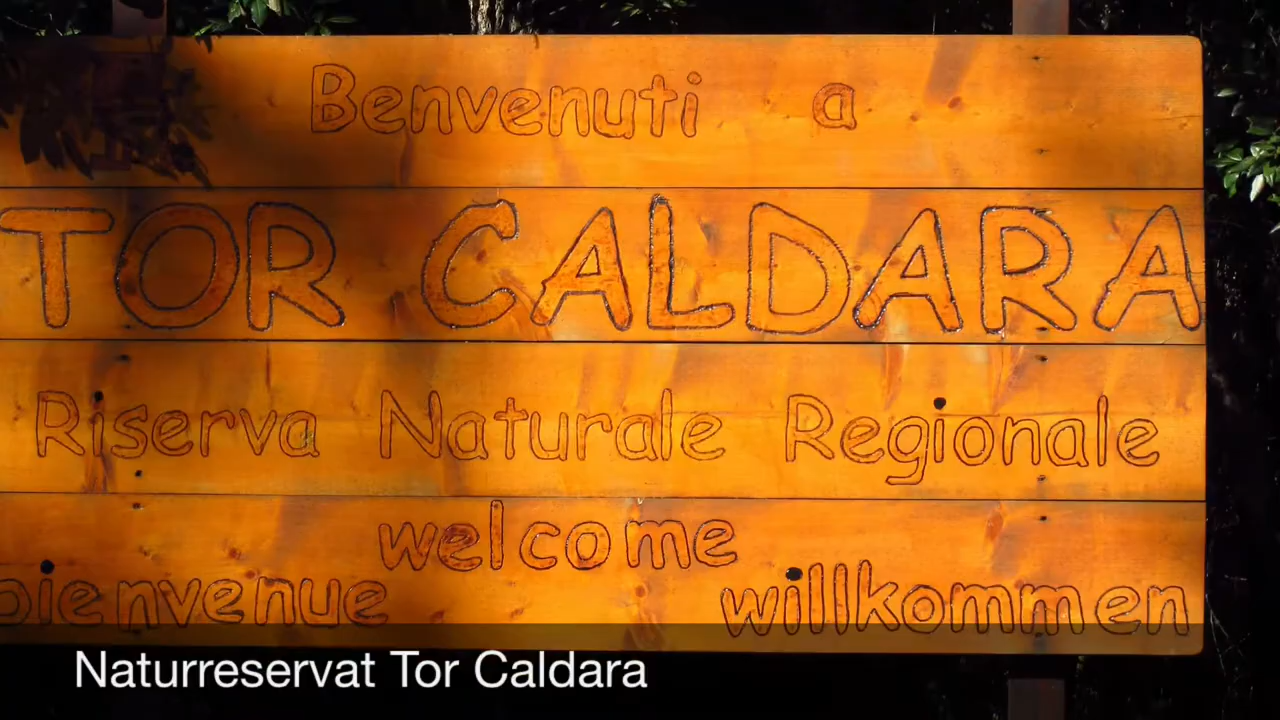 Benvenuti a
TOR CALDARA
Riserva Naturale Regionale
welcome
bienvenue willkommen
Naturreservat Tor Caldara